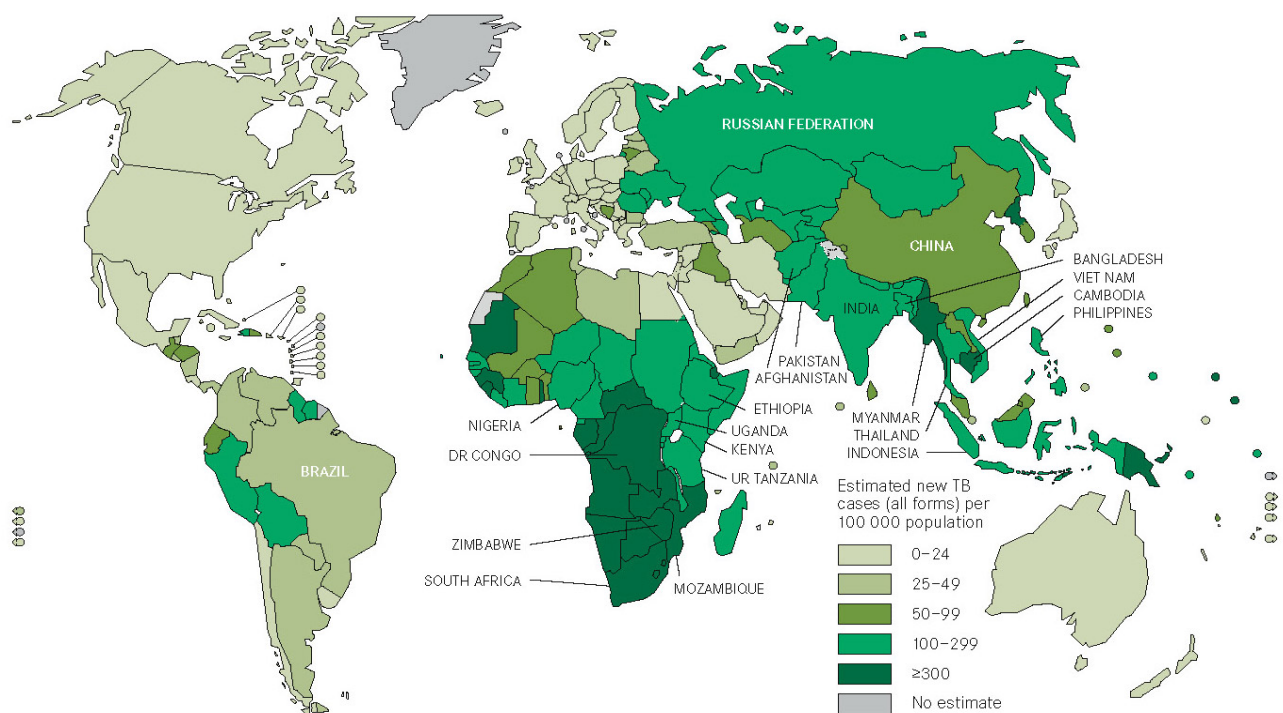 RUSSIAN FEDERATION
CHINA
BANGLADESH
VIET NAM
CAMBODIA
PHILIPPINES
INDIA
PAKISTAN
AFGHANISTAN
MYANMAR
THAILAND
INDONESIA
ETHIOPIA
NIGERIA
UGANDA
KENYA
DR CONGO
UR TANZANIA
BRAZIL
ZIMBABWE
SOUTH AFRICA
MOZAMBIQUE
Estimated new TB
cases (all forms) per
100 000 population
0–24
25–49
50–99
100–299
≥300
No estimate